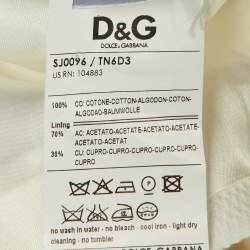 D&G
DOLCE & GABBANA
SJ0096 / TN6D3
US RN: 104883
100% CO: COTONE-COTTON-ALGODON-COTON-
ALGODAO-BAUMWOLLE
Lining
70% AC: ACETATO-ACETATE-ACETATO-ACETATE-
ACETATO-ACETAT
30% CU: CUPRO-CUPRO-CUPRO-CUPRO-
CUPRO-CUPRO
no wash in water - no bleach - cool iron - light dry
cleaning - no tumbler